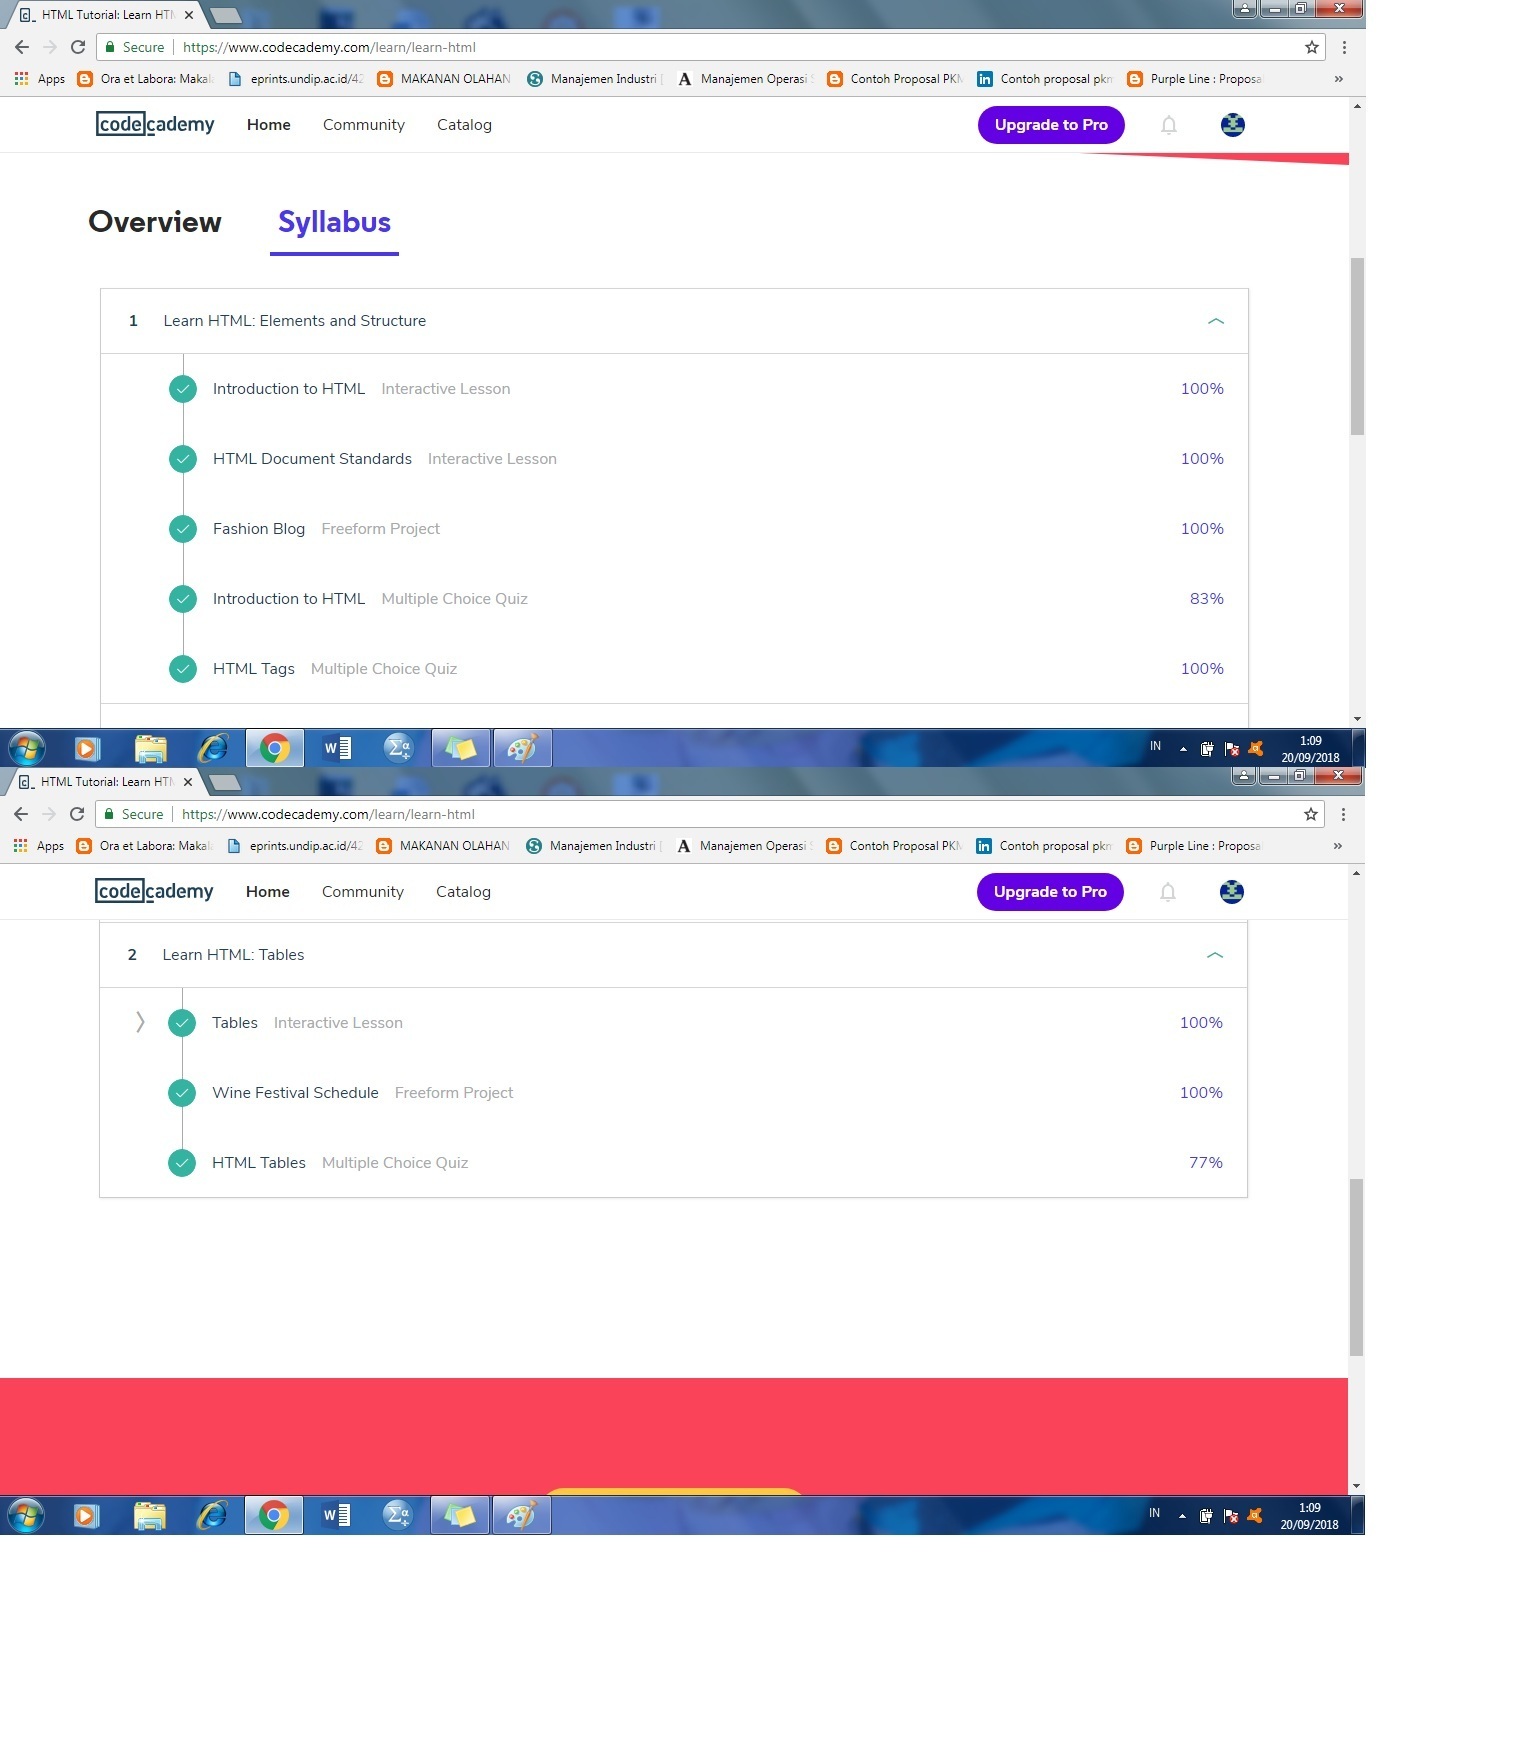 HTML Tutorial: Learn HTM
Secure https://www.codecademy.com/learn/learn-html
Apps Ora et Labora: Makal eprints.undip.ac.id/42 MAKANAN OLAHAN Manajemen Industri Manajemen Operasi Contoh Proposal PKM Contoh proposal pkm Purple Line : Proposa »
codecademy Home Community Catalog Upgrade to Pro
Overview Syllabus
1 Learn HTML: Elements and Structure
Introduction to HTML Interactive Lesson 100%
HTML Document Standards Interactive Lesson 100%
Fashion Blog Freeform Project 100%
Introduction to HTML Multiple Choice Quiz 83%
HTML Tags Multiple Choice Quiz 100%
IN 1:09
20/09/2018
HTML Tutorial: Learn HTM
Secure https://www.codecademy.com/learn/learn-html
Apps Ora et Labora: Makal eprints.undip.ac.id/42 MAKANAN OLAHAN Manajemen Industri Manajemen Operasi Contoh Proposal PKM Contoh proposal pkm Purple Line : Proposa »
codecademy Home Community Catalog Upgrade to Pro
2 Learn HTML: Tables
Tables Interactive Lesson 100%
Wine Festival Schedule Freeform Project 100%
HTML Tables Multiple Choice Quiz 77%
IN 1:09
20/09/2018